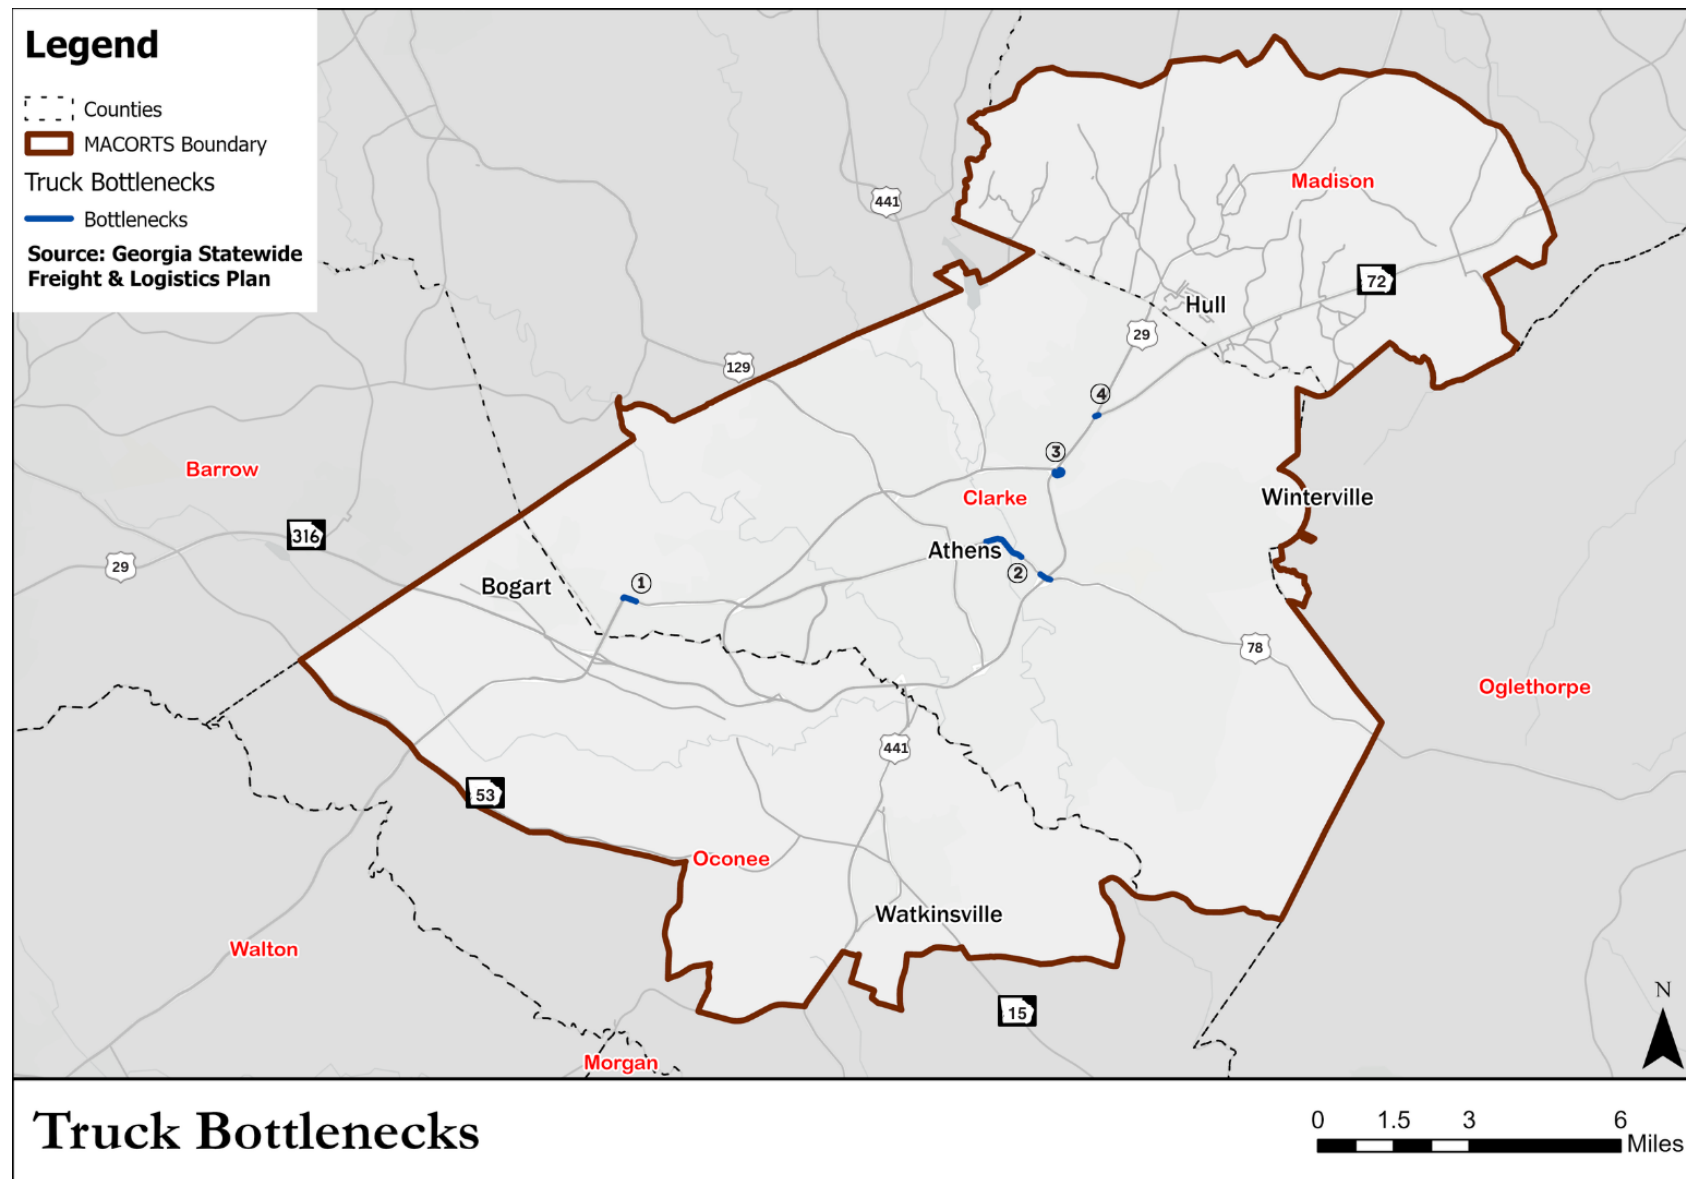 Legend
Counties
MACORTS Boundary
Truck Bottlenecks
Bottlenecks
Source: Georgia Statewide
Freight & Logistics Plan
Madison
441
72
Hull
29
129
④
③
Barrow
Clarke
Winterville
316
29
Athens
②
Bogart
①
78
Oglethorpe
441
53
Oconee
Watkinsville
Walton
15
N
Morgan
Truck Bottlenecks
0 1.5 3 6
Miles